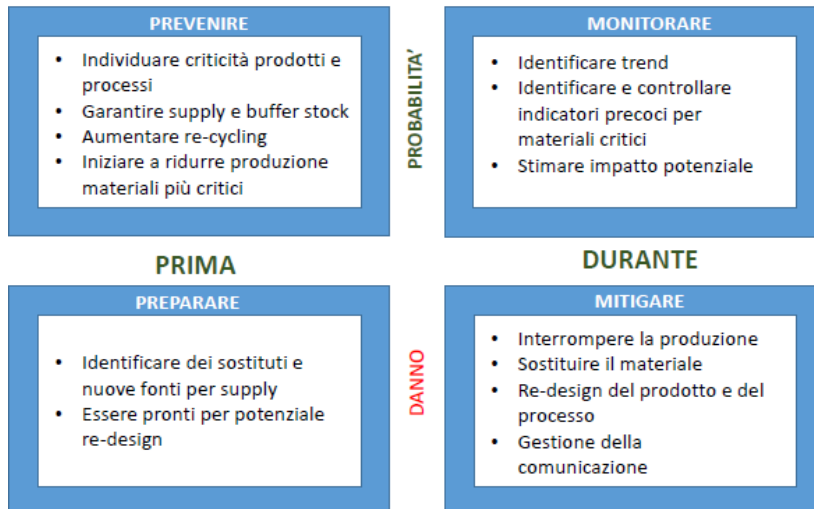 PREVENIRE
• Individuare criticità prodotti e
processi
• Garantire supply e buffer stock
• Aumentare re-cycling
• Iniziare a ridurre produzione
materiali più critici
PROBABILITA’
MONITORARE
• Identificare trend
• Identificare e controllare
indicatori precoci per
materiali critici
• Stimare impatto potenziale
PRIMA
DURANTE
PREPARARE
• Identificare dei sostituti e
nuove fonti per supply
• Essere pronti per potenziale
re-design
DANNO
MITIGARE
• Interrompere la produzione
• Sostituire il materiale
• Re-design del prodotto e del
processo
• Gestione della
comunicazione